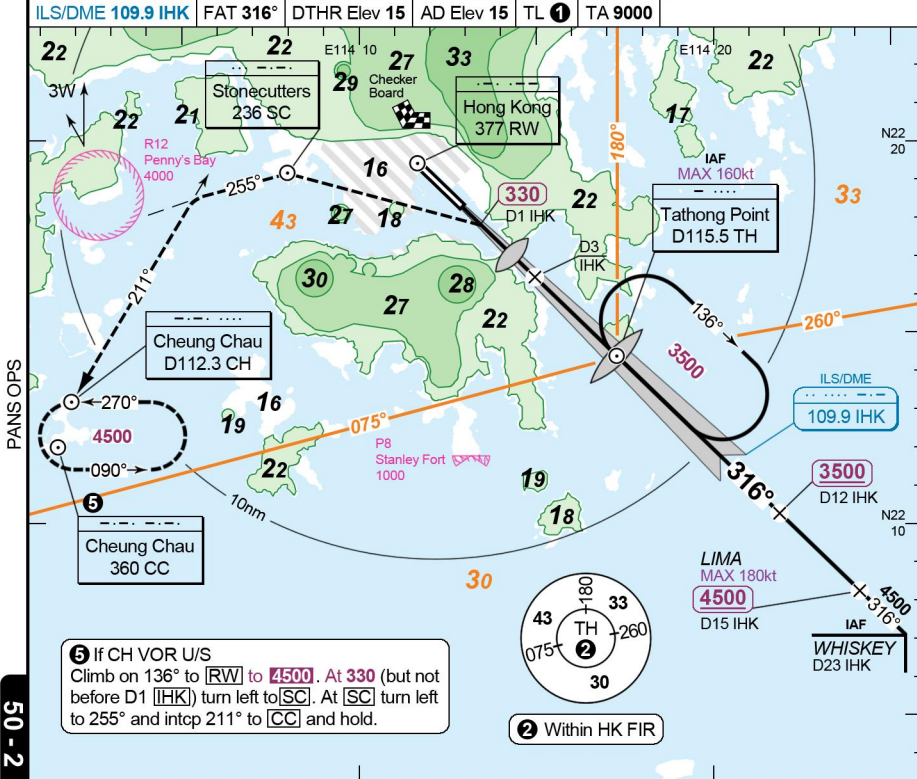 ILS/DME 109.9 IHK FAT 316° DTHR Elev 15 AD Elev 15 TL ❶ TA 9000
22
22
E114 10
27
33
E114 20
22
29
Checker
Board
3W
Stonecutters
236 SC
Hong Kong
377 RW
22
21
17
N22
20
R12
Penny's Bay
4000
16
180°
IAF
MAX 160kt
255°
330
D1 IHK
22
Tathong Point
D115.5 TH
33
43
27
18
D3
IHK
211°
30
27
28
22
136°
260°
3500
Cheung Chau
D112.3 CH
PANS OPS
ILS/DME
109.9 IHK
270°
4500
090°
16
19
075°
P8
Stanley Fort
1000
22
19
18
316°
3500
D12 IHK
❺
10nm
N22
10
Cheung Chau
360 CC
30
LIMA
MAX 180kt
4500
D15 IHK
4500
316°
IAF
WHISKEY
D23 IHK
180
43
33
TH
❷
075
260
30
❷ Within HK FIR
❺ If CH VOR U/S
Climb on 136° to RW to 4500. At 330 (but not
before D1 IHK) turn left to SC. At SC turn left
to 255° and intcp 211° to CC and hold.
50 - 2